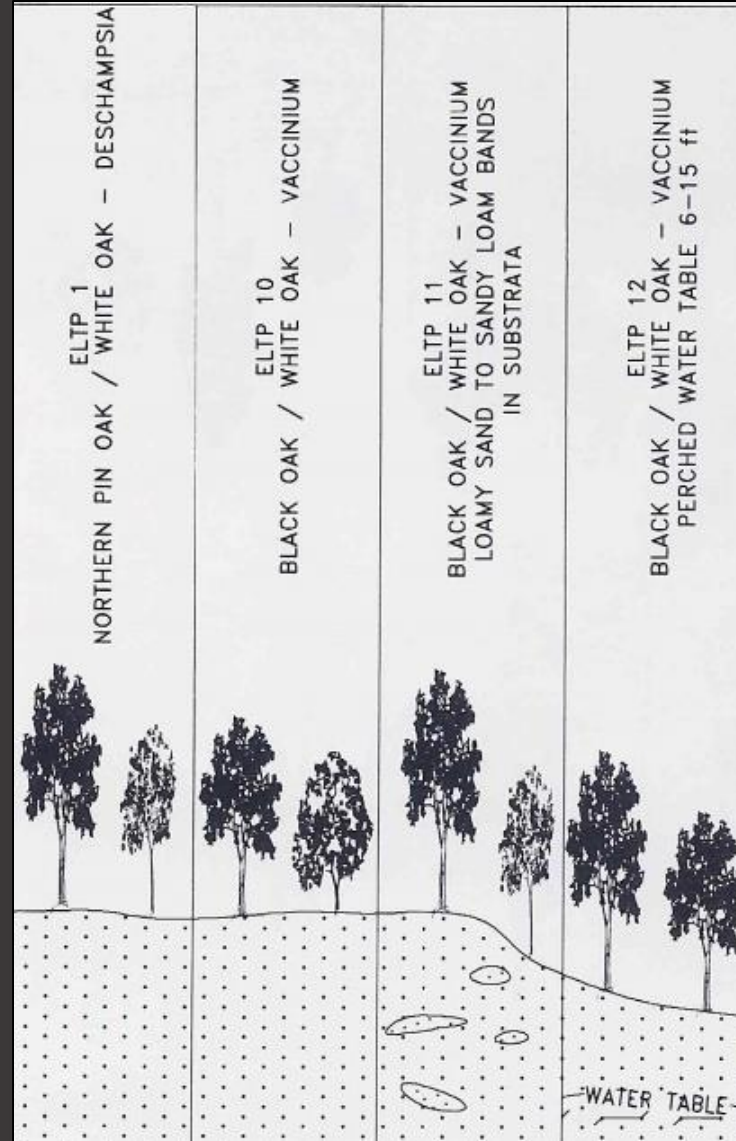 ELTP 1
NORTHERN PIN OAK / WHITE OAK – DESCHAMPSIA
ELTP 10
BLACK OAK / WHITE OAK – VACCINIUM
ELTP 11
BLACK OAK / WHITE OAK – VACCINIUM
LOAMY SAND TO SANDY LOAM BANDS
IN SUBSTRATA
ELTP 12
BLACK OAK / WHITE OAK – VACCINIUM
PERCHED WATER TABLE 6–15 ft
WATER TABLE